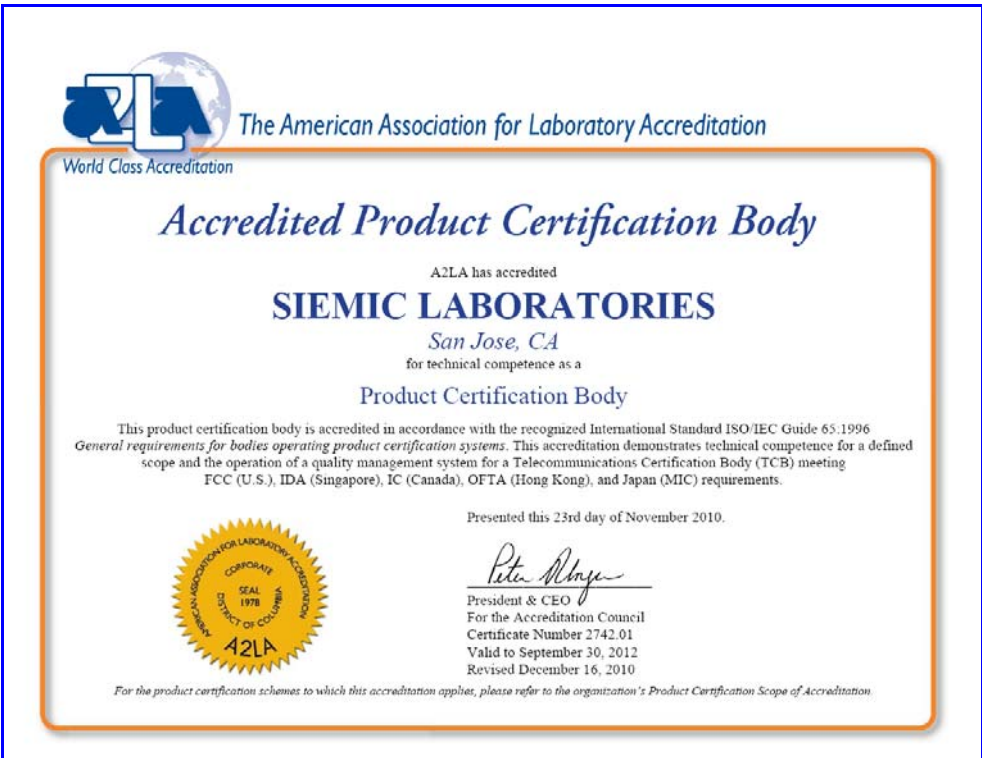 a2la
The American Association for Laboratory Accreditation
World Class Accreditation
Accredited Product Certification Body
A2LA has accredited
SIEMIC LABORATORIES
San Jose, CA
for technical competence as a
Product Certification Body
This product certification body is accredited in accordance with the recognized International Standard ISO/IEC Guide 65:1996
General requirements for bodies operating product certification systems. This accreditation demonstrates technical competence for a defined
scope and the operation of a quality management system for a Telecommunications Certification Body (TCB) meeting
FCC (U.S.), IDA (Singapore), IC (Canada), OFTA (Hong Kong), and Japan (MIC) requirements.
Presented this 23rd day of November 2010.
AMERICAN ASSOCIATION FOR LABORATORY ACCREDITATION
CORPORATE
SEAL
1978
DISTRICT OF COLUMBIA
A2LA
President & CEO
For the Accreditation Council
Certificate Number 2742.01
Valid to September 30, 2012
Revised December 16, 2010
For the product certification schemes to which this accreditation applies, please refer to the organization's Product Certification Scope of Accreditation.